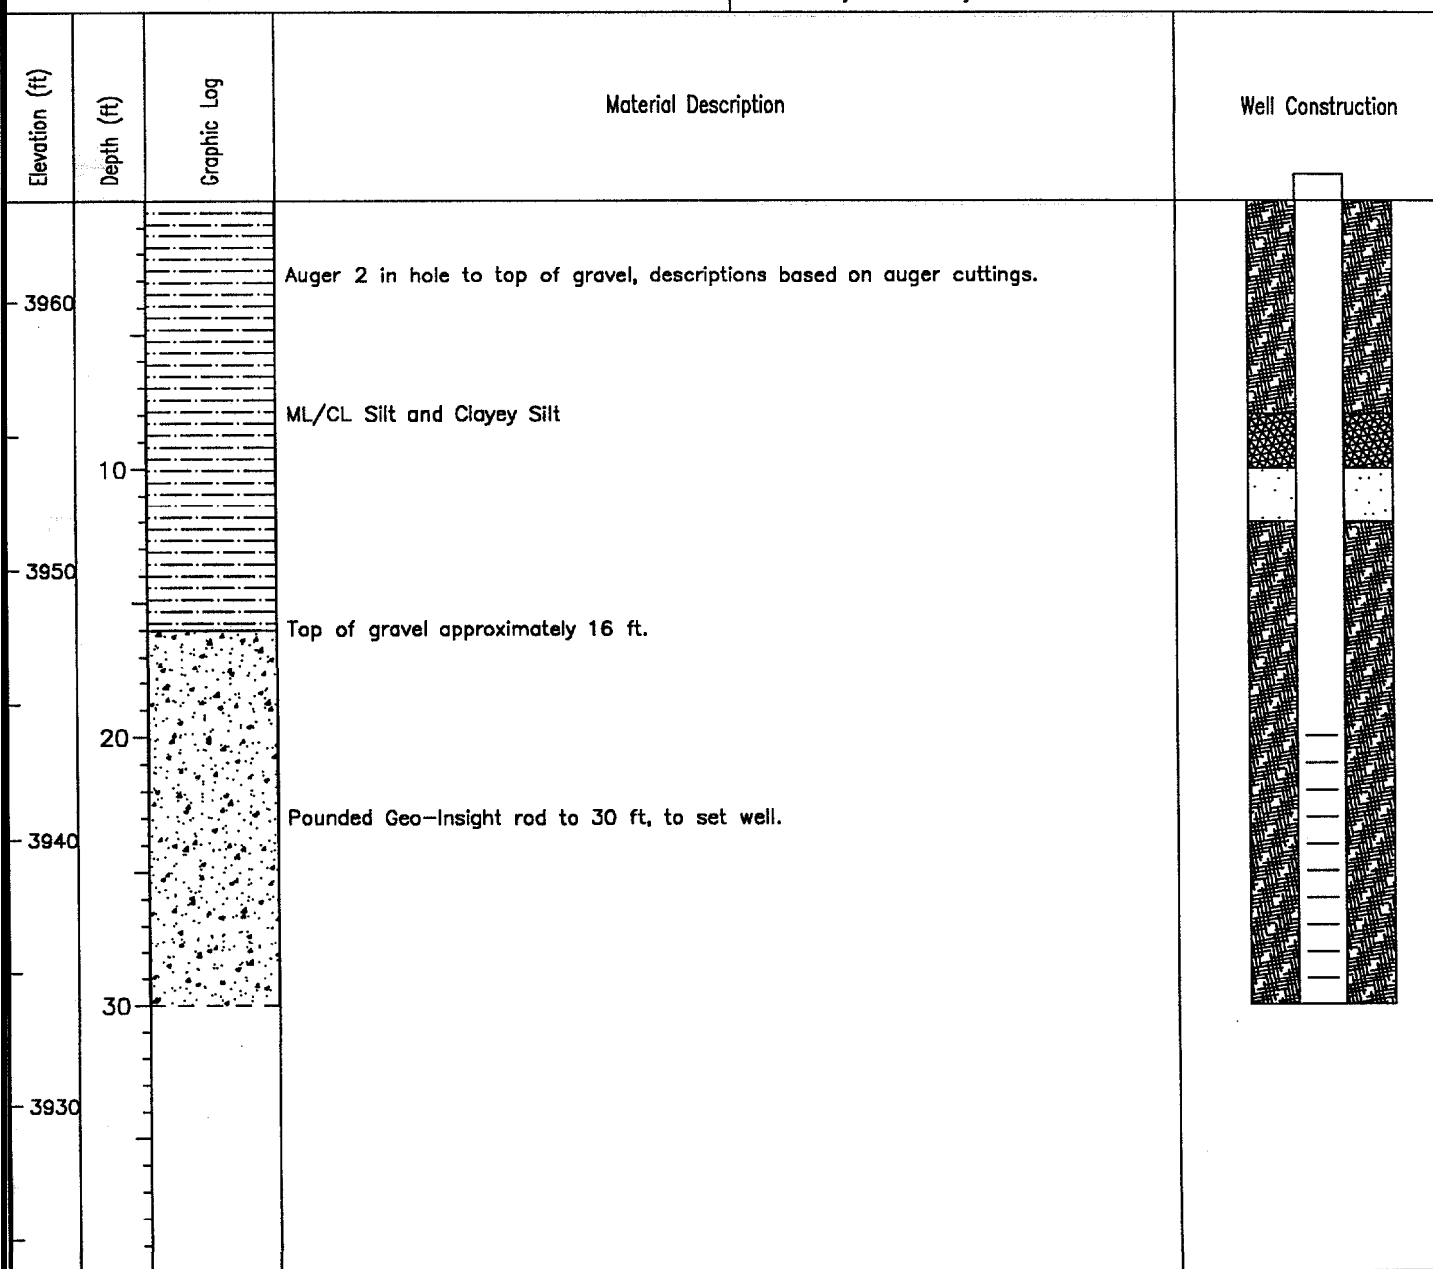 Elevation (ft)
Depth (ft)
Graphic Log
Material Description
Well Construction
Auger 2 in hole to top of gravel, descriptions based on auger cuttings.
3960
ML/CL Silt and Clayey Silt
10
3950
Top of gravel approximately 16 ft.
20
Pounded Geo-Insight rod to 30 ft, to set well.
3940
30
3930